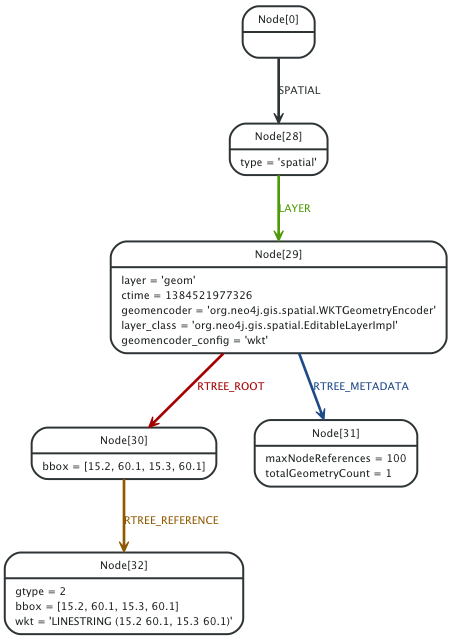 Node[0]
SPATIAL
Node[28]
type = 'spatial'
LAYER
Node[29]
layer = 'geom'
ctime = 1384521977326
geomencoder = 'org.neo4j.gis.spatial.WKTGeometryEncoder'
layer_class = 'org.neo4j.gis.spatial.EditableLayerImpl'
geomencoder_config = 'wkt'
RTREE_ROOT
RTREE_METADATA
Node[30]
bbox = [15.2, 60.1, 15.3, 60.1]
Node[31]
maxNodeReferences = 100
totalGeometryCount = 1
RTREE_REFERENCE
Node[32]
gtype = 2
bbox = [15.2, 60.1, 15.3, 60.1]
wkt = 'LINESTRING (15.2 60.1, 15.3 60.1)'